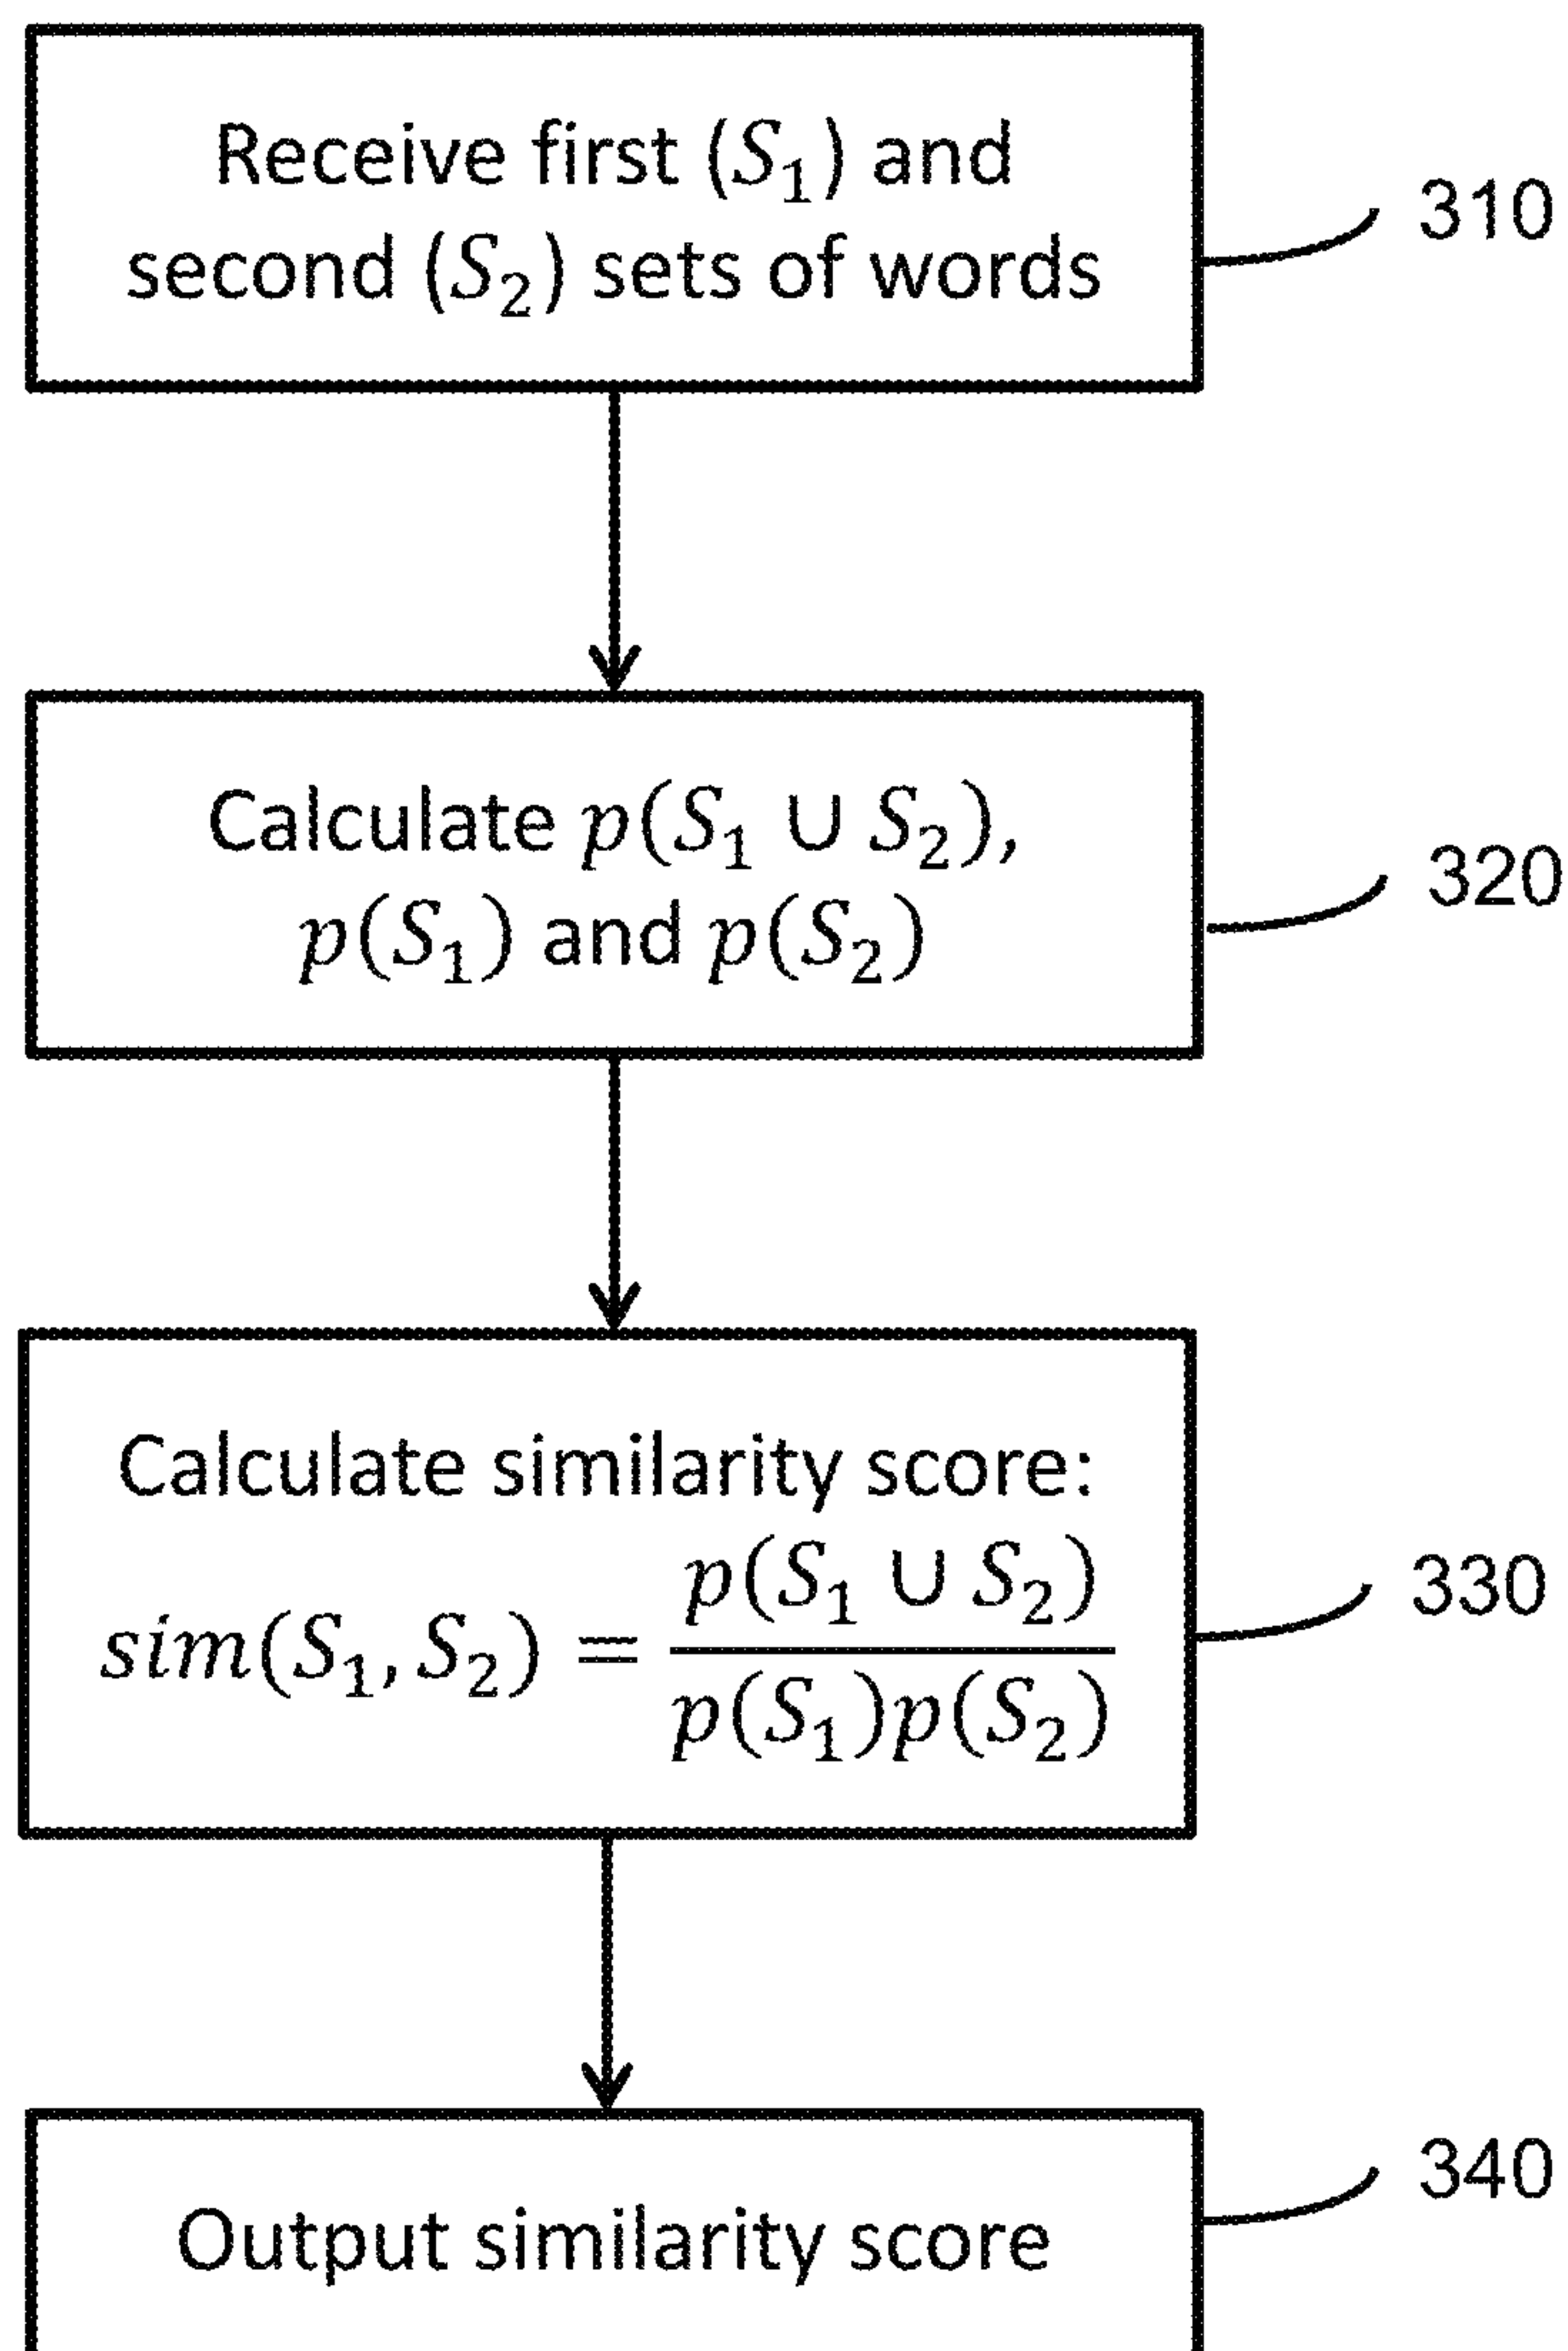 Receive first (S₁) and
second (S₂) sets of words
310
Calculate p(S₁ ∪ S₂),
p(S₁) and p(S₂)
320
Calculate similarity score:
sim(S₁, S₂) = p(S₁ ∪ S₂) / p(S₁)p(S₂)
330
Output similarity score
340